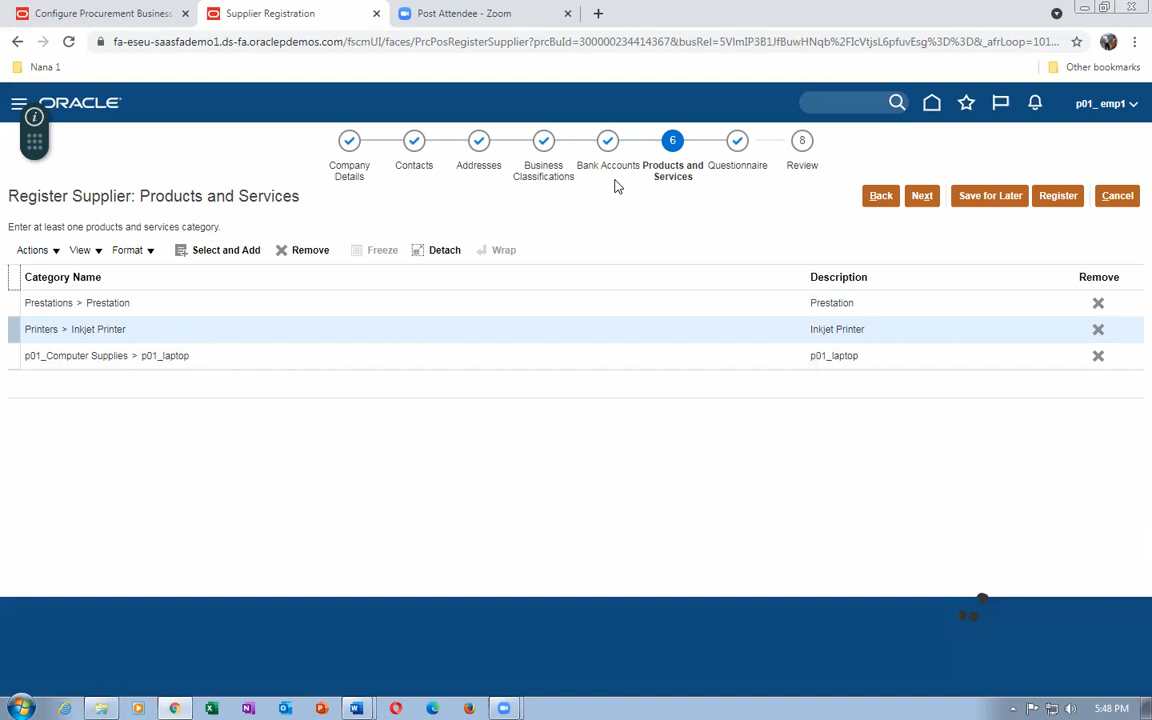 Configure Procurement Business
Supplier Registration
Post Attendee - Zoom
fa-eseu-saasfademo1.ds-fa.oraclepdemos.com/fscmUI/faces/PrcPosRegisterSupplier?prcBuId=300000234414367&busRel=5VlmIP3B1JfBuwHNqb%2FIcVtjsL6pfuvEsg%3D%3D&_afrLoop=101...
Nana 1
Other bookmarks
ORACLE
p01_ emp1
6
8
Company Details
Contacts
Addresses
Business Classifications
Bank Accounts
Products and Services
Questionnaire
Review
Register Supplier: Products and Services
Back
Next
Save for Later
Register
Cancel
Enter at least one products and services category.
Actions
View
Format
Select and Add
Remove
Freeze
Detach
Wrap
Category Name
Description
Remove
Prestations > Prestation
Prestation
Printers > Inkjet Printer
Inkjet Printer
p01_Computer Supplies > p01_laptop
p01_laptop
5:48 PM